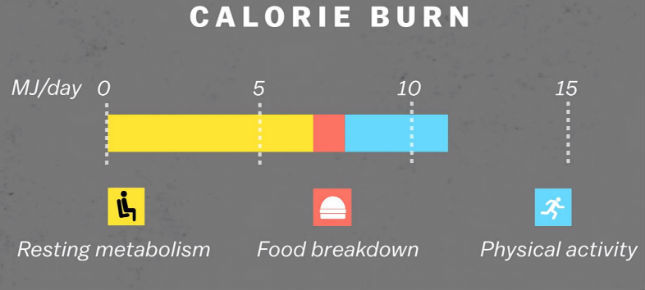 CALORIE BURN
MJ/day 0 5 10 15
Resting metabolism Food breakdown Physical activity